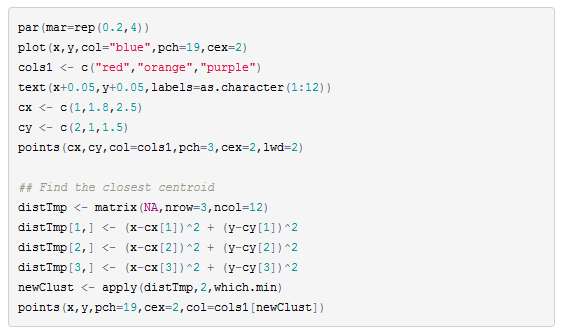 par(mar=rep(0.2,4))
plot(x,y,col="blue",pch=19,cex=2)
cols1 <- c("red","orange","purple")
text(x+0.05,y+0.05,labels=as.character(1:12))
cx <- c(1,1.8,2.5)
cy <- c(2,1,1.5)
points(cx,cy,col=cols1,pch=3,cex=2,lwd=2)
## Find the closest centroid
distTmp <- matrix(NA,nrow=3,ncol=12)
distTmp[1,] <- (x-cx[1])^2 + (y-cy[1])^2
distTmp[2,] <- (x-cx[2])^2 + (y-cy[2])^2
distTmp[3,] <- (x-cx[3])^2 + (y-cy[3])^2
newClust <- apply(distTmp,2,which.min)
points(x,y,pch=19,cex=2,col=cols1[newClust])